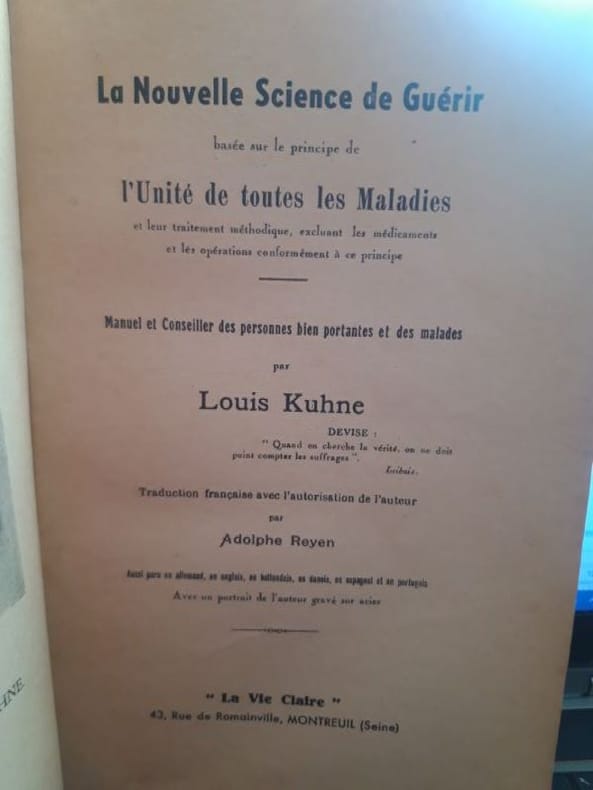 La Nouvelle Science de Guérir
basée sur le principe de
l'Unité de toutes les Maladies
et leur traitement méthodique, excluant les médicaments
et les opérations conformément à ce principe
Manuel et Conseiller des personnes bien portantes et des malades
par
Louis Kuhne
DEVISE :
" Quand on cherche la vérité, on ne dois
point compter les suffrages ".
Leibniz.
Traduction française avec l'autorisation de l'auteur
par
Adolphe Reyen
Aussi paru en allemand, en anglais, en hollandais, en danois, en espagnol et en portugais
Avec un portrait de l'auteur gravé sur acier
" La Vie Claire "
43, Rue de Romainville, MONTREUIL (Seine)
HNE